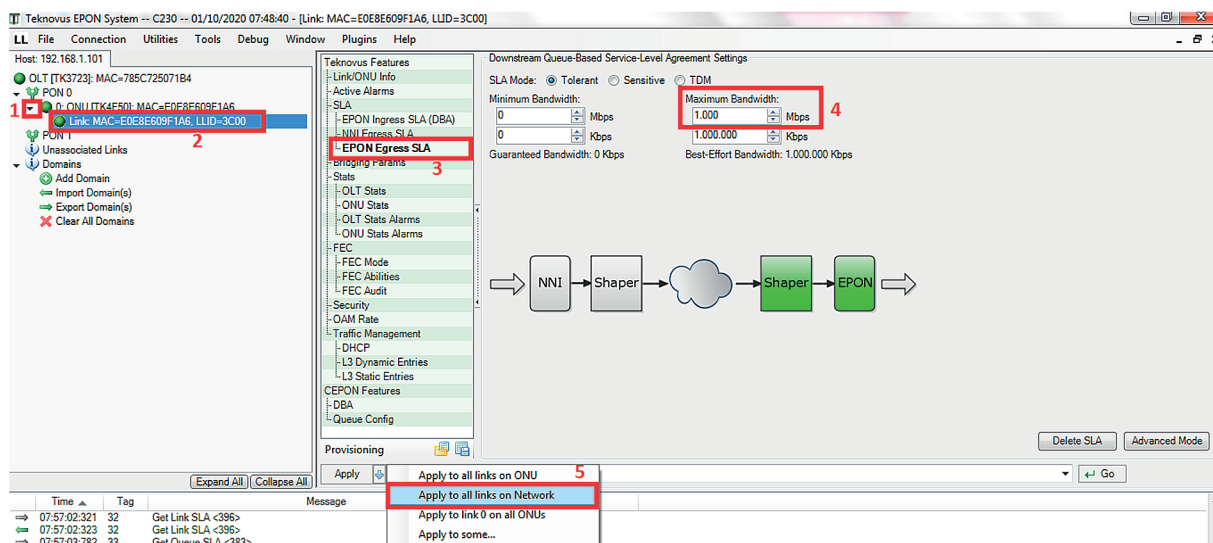 Teknovus EPON System -- C230 -- 01/10/2020 07:48:40 - [Link: MAC=E0E8E609F1A6, LLID=3C00]
LL File Connection Utilities Tools Debug Window Plugins Help
Host: 192.168.1.101
OLT [TK3723]: MAC=785C725071B4
PON 0
1
0: ONU [TK4E50]: MAC=E0E8E609F1A6
Link: MAC=E0E8E609F1A6, LLID=3C00
2
PON 1
Unassociated Links
Domains
Add Domain
Import Domain(s)
Export Domain(s)
Clear All Domains
Expand All Collapse All
Teknovus Features
Link/ONU Info
Active Alarms
SLA
EPON Ingress SLA (DBA)
NNI Egress SLA
EPON Egress SLA
3
Bridging Params
Stats
OLT Stats
ONU Stats
OLT Stats Alarms
ONU Stats Alarms
FEC
FEC Mode
FEC Abilities
FEC Audit
Security
OAM Rate
Traffic Management
DHCP
L3 Dynamic Entries
L3 Static Entries
CEPON Features
DBA
Queue Config
Provisioning
Downstream Queue-Based Service-Level Agreement Settings
SLA Mode: Tolerant Sensitive TDM
Minimum Bandwidth: Maximum Bandwidth:
0 Mbps 1.000 Mbps
4
0 Kbps 1.000.000 Kbps
Guaranteed Bandwidth: 0 Kbps Best-Effort Bandwidth: 1.000.000 Kbps
NNI Shaper Shaper EPON
Delete SLA Advanced Mode
Apply
Go
Apply to all links on ONU
5
Apply to all links on Network
Apply to link 0 on all ONUs
Apply to some...
Time Tag Message
07:57:02:321 32 Get Link SLA <396>
07:57:02:323 32 Get Link SLA <396>
07:57:03:782 33 Get Queue SLA <383>